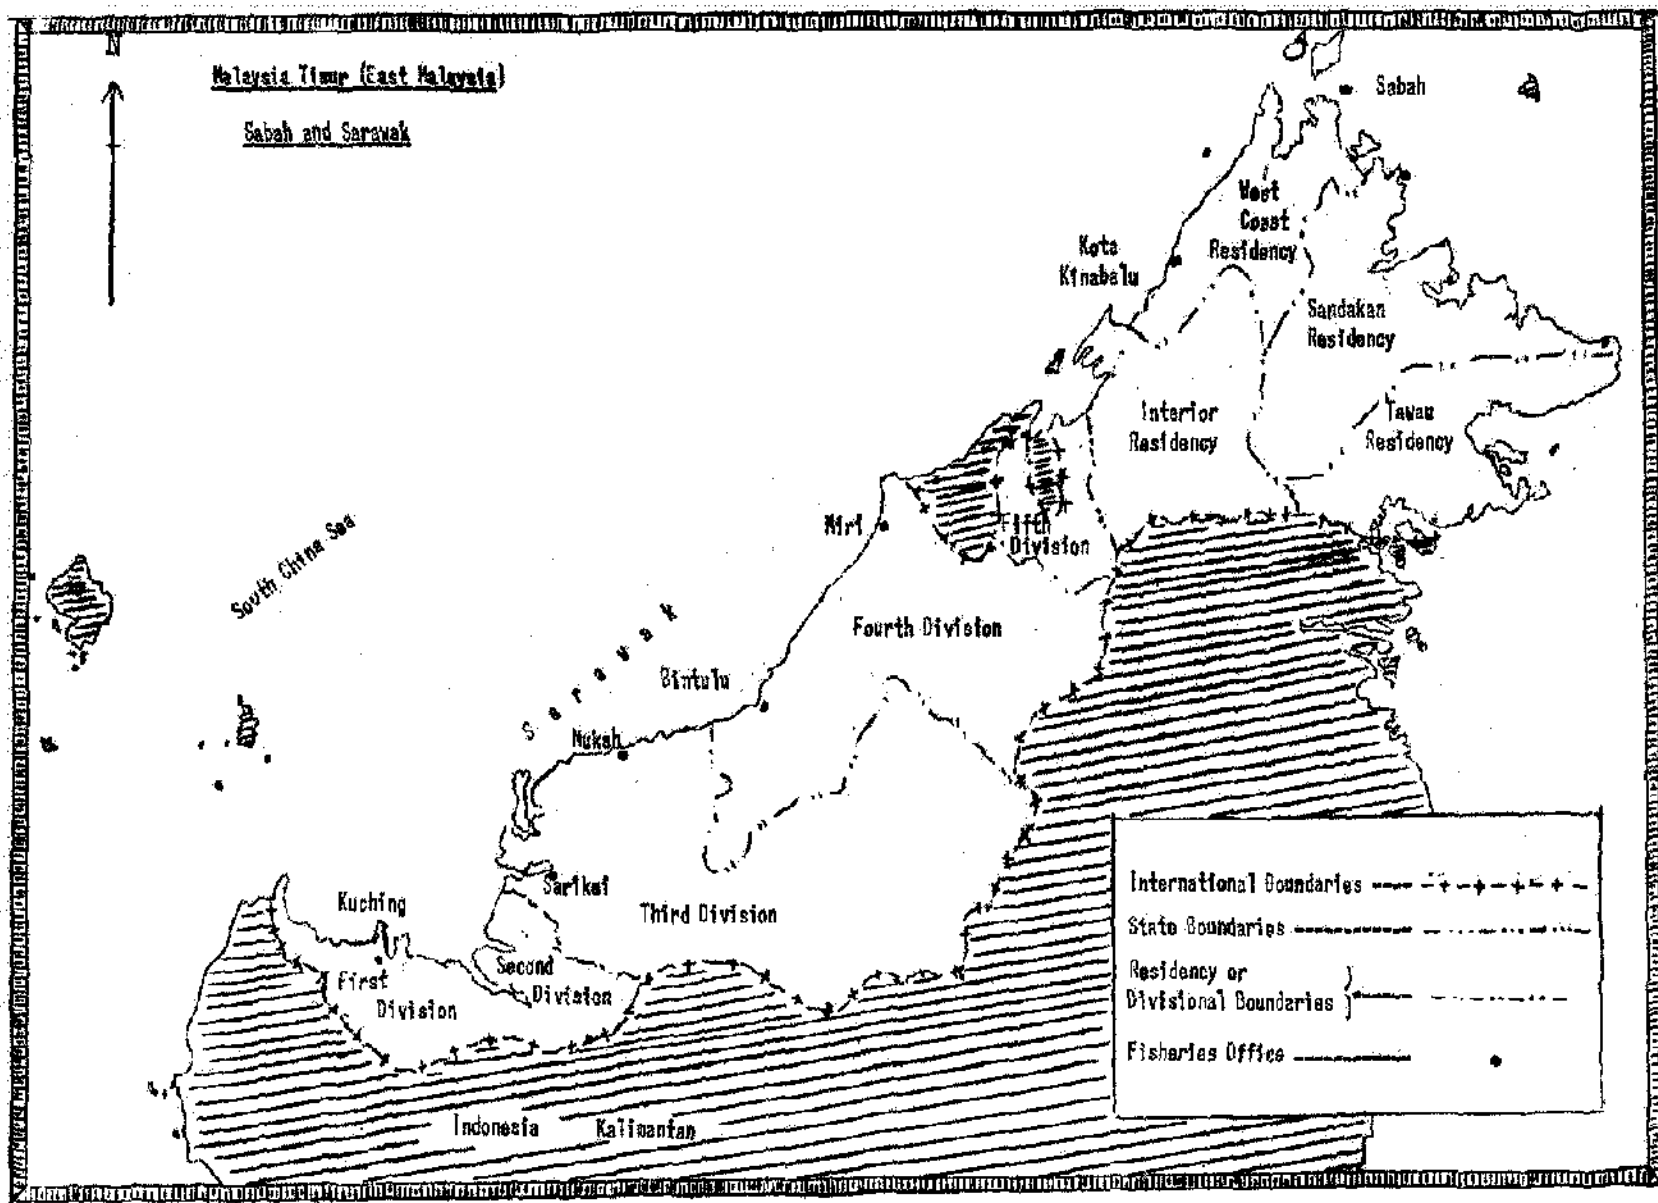 N
Malaysia Timur (East Malaysia)
Sabah and Sarawak
Sabah
West
Coast
Residency
Kota
Kinabalu
Sandakan
Residency
Interior
Residency
Tawau
Residency
Miri
Fifth
Division
South China Sea
Sarawak
Fourth Division
Bintulu
Mukah
Sarikei
Kuching
Third Division
First
Division
Second
Division
International Boundaries
State Boundaries
Residency or
Divisional Boundaries
Fisheries Office
Indonesia Kalimantan